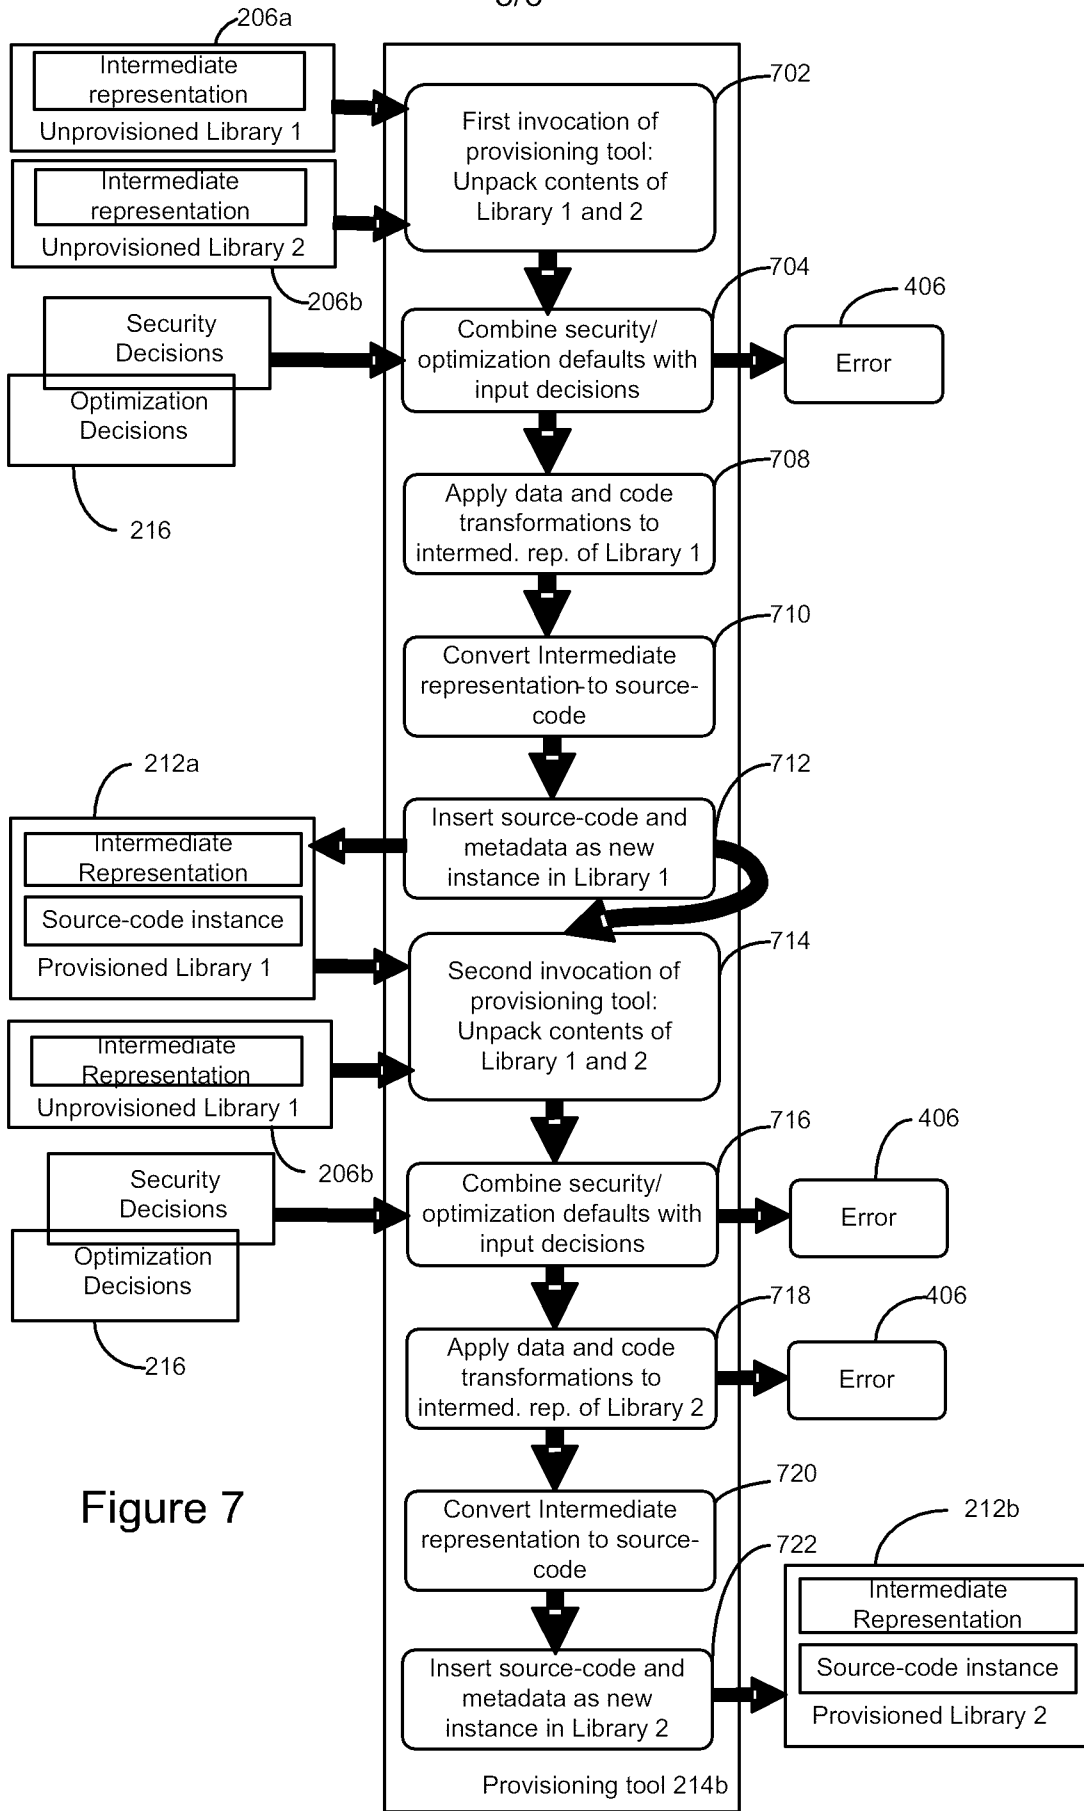 206a
Intermediate
representation
Unprovisioned Library 1
702
First invocation of
provisioning tool:
Unpack contents of
Library 1 and 2
Intermediate
representation
Unprovisioned Library 2
206b
704
406
Security
Decisions
Combine security/
optimization defaults with
input decisions
Error
Optimization
Decisions
216
708
Apply data and code
transformations to
intermed. rep. of Library 1
710
Convert Intermediate
representation-to source-
code
212a
712
Insert source-code and
metadata as new
instance in Library 1
Intermediate
Representation
Source-code instance
Provisioned Library 1
714
Second invocation of
provisioning tool:
Unpack contents of
Library 1 and 2
Intermediate
Representation
Unprovisioned Library 1
206b
716
406
Security
Decisions
Combine security/
optimization defaults with
input decisions
Error
Optimization
Decisions
216
718
406
Apply data and code
transformations to
intermed. rep. of Library 2
Error
720
Figure 7
Convert Intermediate
representation to source-
code
722
212b
Intermediate
Representation
Source-code instance
Provisioned Library 2
Insert source-code and
metadata as new
instance in Library 2
Provisioning tool 214b